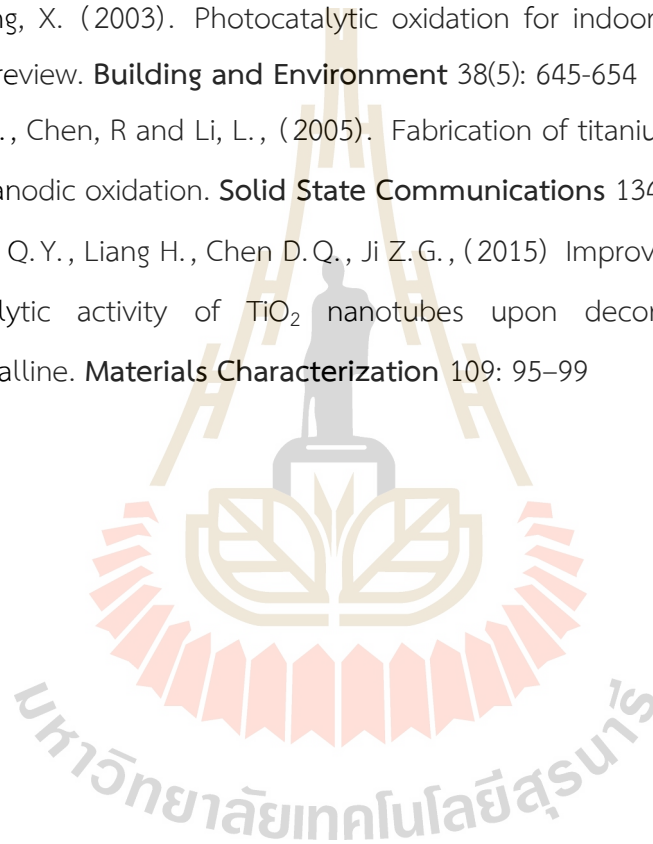 ng, X. (2003). Photocatalytic oxidation for indoor
review. Building and Environment 38(5): 645-654
., Chen, R and Li, L., (2005). Fabrication of titaniu
anodic oxidation. Solid State Communications 134
Q.Y., Liang H., Chen D.Q., Ji Z.G., (2015) Improv
lytic activity of TiO₂ nanotubes upon decor
alline. Materials Characterization 109: 95–99
มหาวิทยาลัยเทคโนโลยีสุรนารี